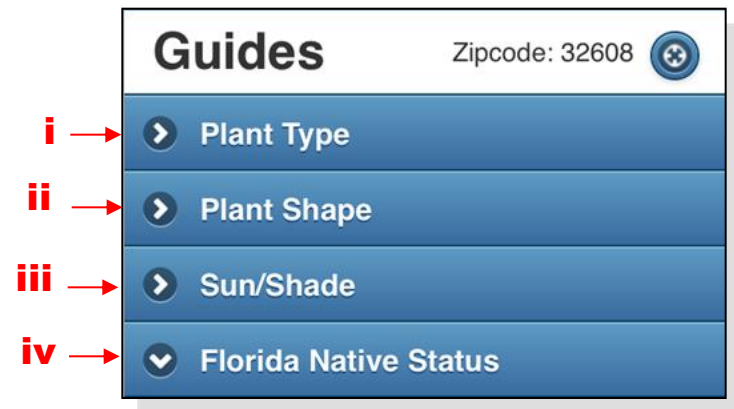 Guides Zipcode: 32608
i Plant Type
ii Plant Shape
iii Sun/Shade
iv Florida Native Status